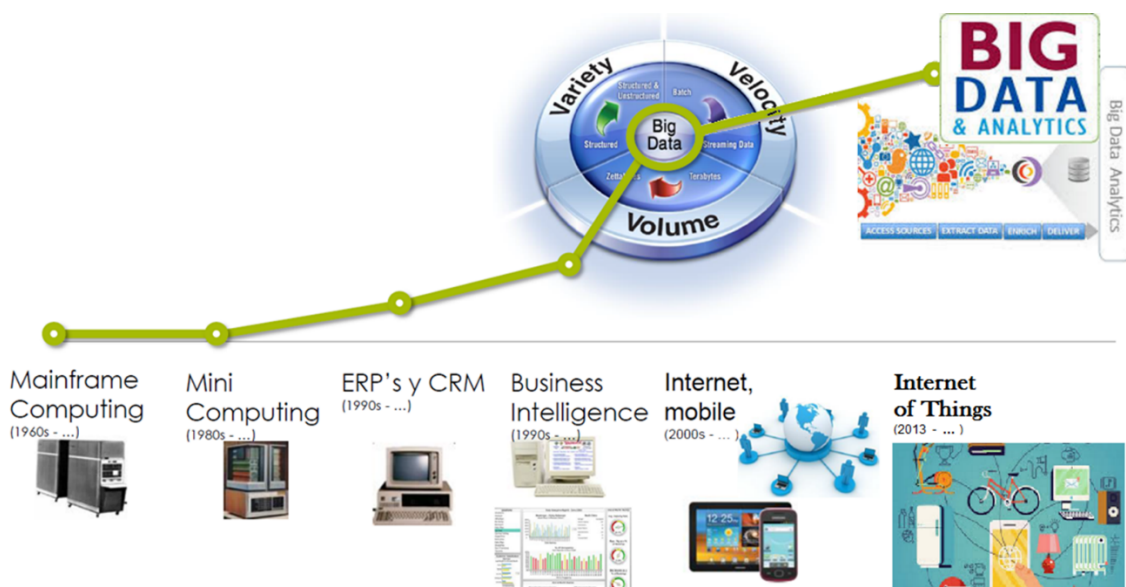 Variety
Velocity
Volume
Structured &
Unstructured
Batch
Structured
Streaming Data
Terabytes
Big
Data
BIG
DATA
& ANALYTICS
Big Data Analytics
ACCESS SOURCES
EXTRACT DATA
ENRICH
DELIVER
Mainframe
Computing
(1960s - ...)
Mini
Computing
(1980s - ...)
ERP's y CRM
(1990s - ...)
Business
Intelligence
(1990s - ...)
Internet,
mobile
(2000s - ... )
Internet
of Things
(2013 - ... )
12:25